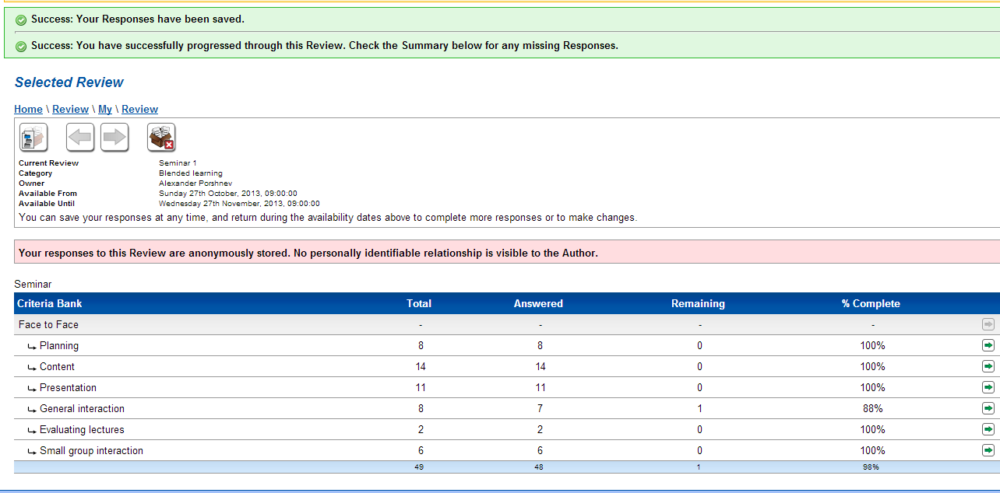 Success: Your Responses have been saved.
Success: You have successfully progressed through this Review. Check the Summary below for any missing Responses.
Selected Review
Home \ Review \ My \ Review
Current Review Seminar 1
Category Blended learning
Owner Alexander Porshnev
Available From Sunday 27th October, 2013, 09:00:00
Available Until Wednesday 27th November, 2013, 09:00:00
You can save your responses at any time, and return during the availability dates above to complete more responses or to make changes.
Your responses to this Review are anonymously stored. No personally identifiable relationship is visible to the Author.
Seminar
Criteria Bank Total Answered Remaining % Complete
Face to Face - - - -
Planning 8 8 0 100%
Content 14 14 0 100%
Presentation 11 11 0 100%
General interaction 8 7 1 88%
Evaluating lectures 2 2 0 100%
Small group interaction 6 6 0 100%
49 48 1 98%